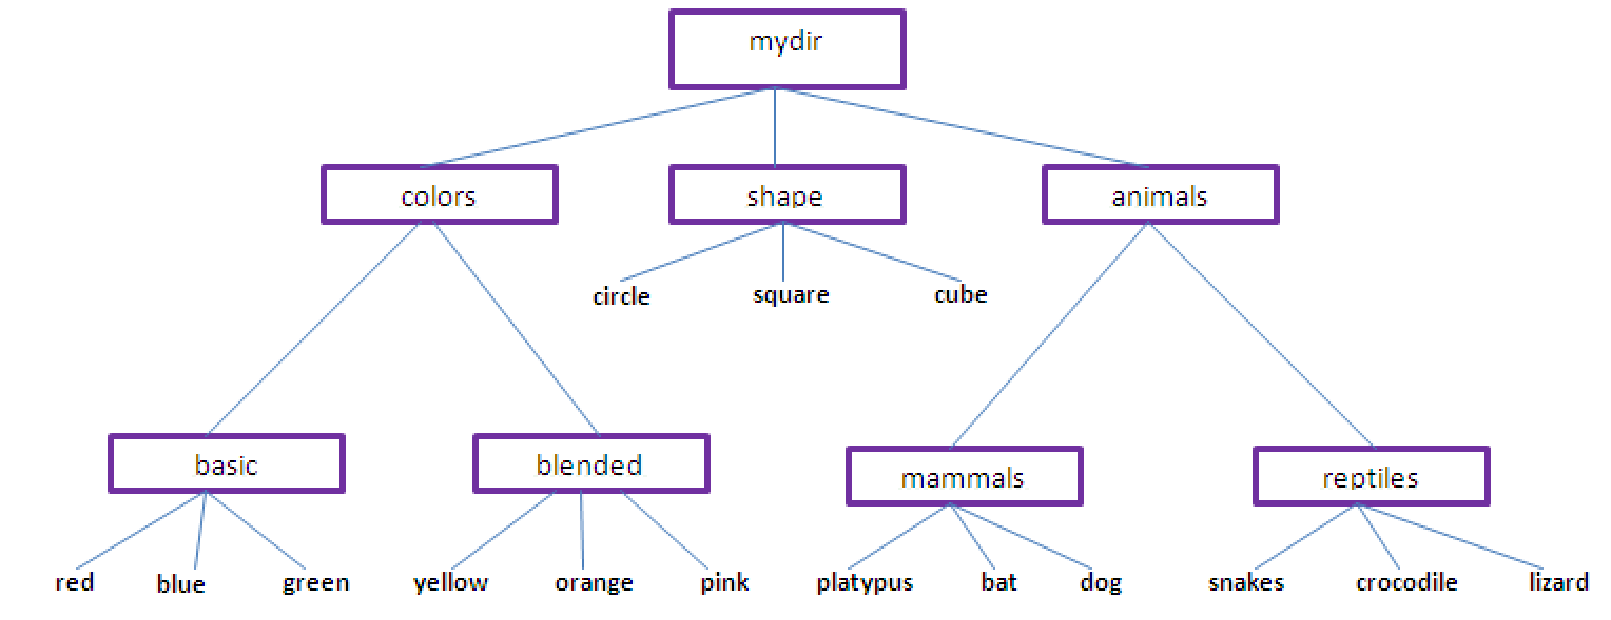 mydir
colors shape animals
circle square cube
basic blended mammals reptiles
red blue green yellow orange pink platypus bat dog snakes crocodile lizard